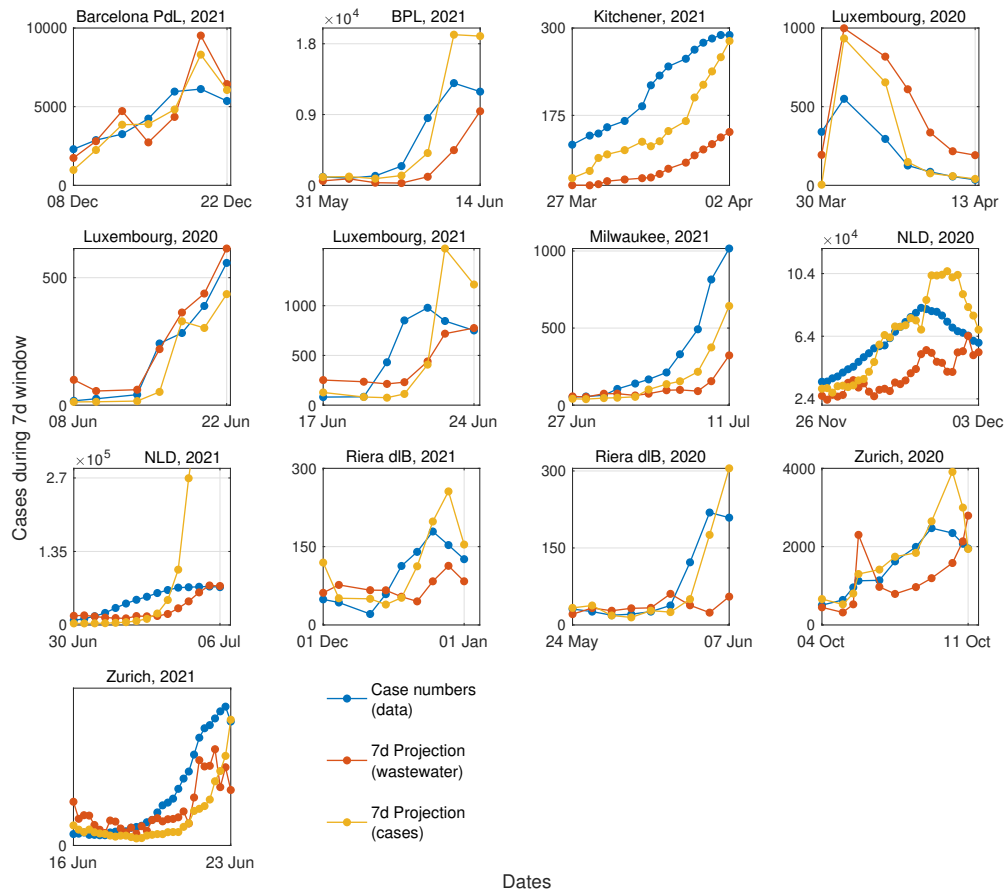 Barcelona PdL, 2021
10000
5000
0
08 Dec
22 Dec
×10⁴
BPL, 2021
1.8
0.9
0
31 May
14 Jun
Kitchener, 2021
300
175
27 Mar
02 Apr
Luxembourg, 2020
1000
500
0
30 Mar
13 Apr
Luxembourg, 2020
500
0
08 Jun
22 Jun
Luxembourg, 2021
1000
500
0
17 Jun
24 Jun
Milwaukee, 2021
1000
500
0
27 Jun
11 Jul
×10⁴
NLD, 2020
10.4
6.4
2.4
26 Nov
03 Dec
×10⁵
NLD, 2021
2.7
1.35
0
30 Jun
06 Jul
Riera dlB, 2021
300
150
0
01 Dec
01 Jan
Riera dlB, 2020
300
150
0
24 May
07 Jun
Zurich, 2020
4000
2000
0
04 Oct
11 Oct
Zurich, 2021
16 Jun
23 Jun
Case numbers
(data)
7d Projection
(wastewater)
7d Projection
(cases)
Cases during 7d window
Dates